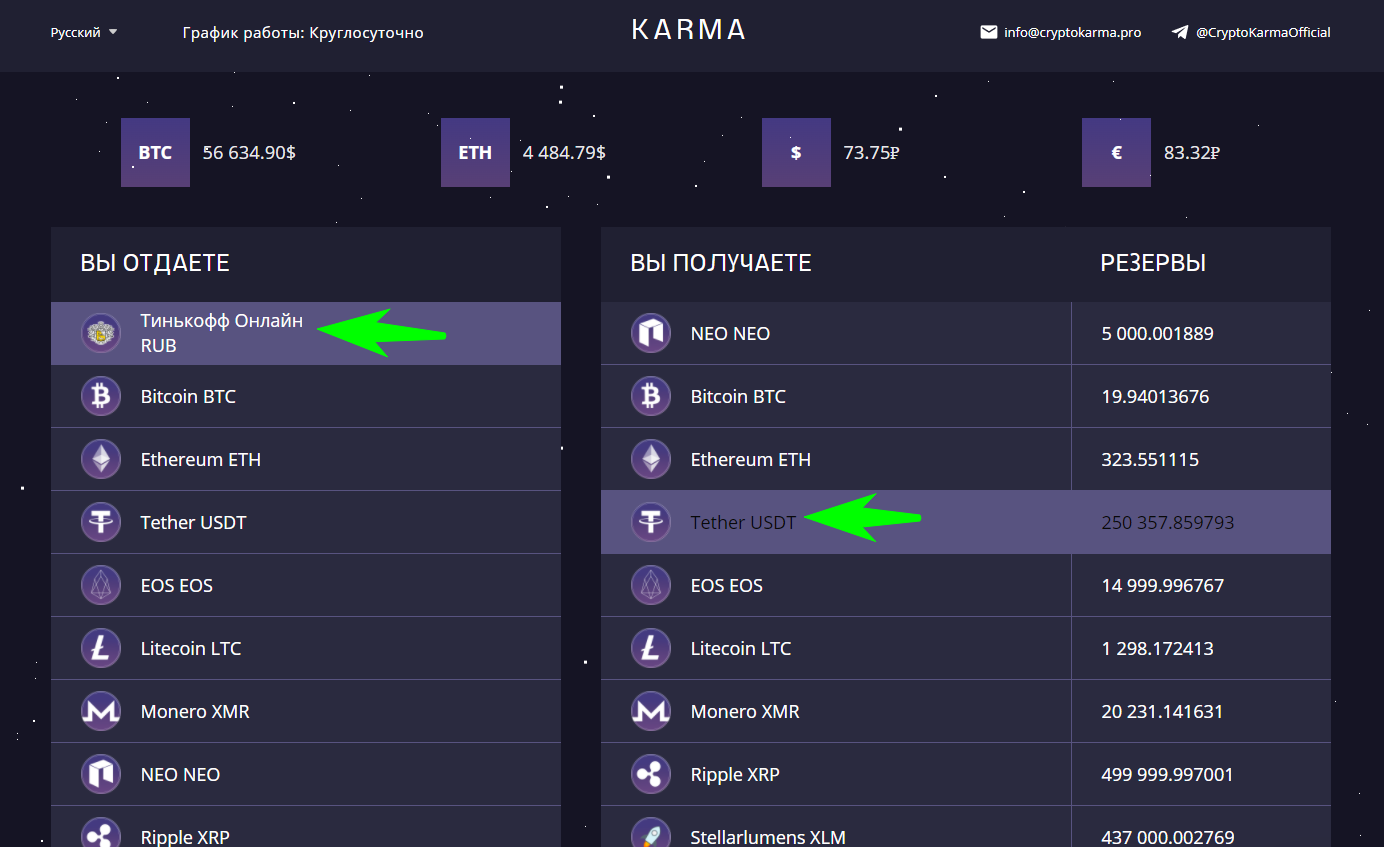 Русский
График работы: Круглосуточно
KARMA
info@cryptokarma.pro
@CryptoKarmaOfficial
BTC 56 634.90$
ETH 4 484.79$
$ 73.75₽
€ 83.32₽
ВЫ ОТДАЕТЕ
Тинькофф Онлайн
RUB
Bitcoin BTC
Ethereum ETH
Tether USDT
EOS EOS
Litecoin LTC
Monero XMR
NEO NEO
Ripple XRP
ВЫ ПОЛУЧАЕТЕ РЕЗЕРВЫ
NEO NEO 5 000.001889
Bitcoin BTC 19.94013676
Ethereum ETH 323.551115
Tether USDT 250 357.859793
EOS EOS 14 999.996767
Litecoin LTC 1 298.172413
Monero XMR 20 231.141631
Ripple XRP 499 999.997001
Stellarlumens XLM 437 000.002769